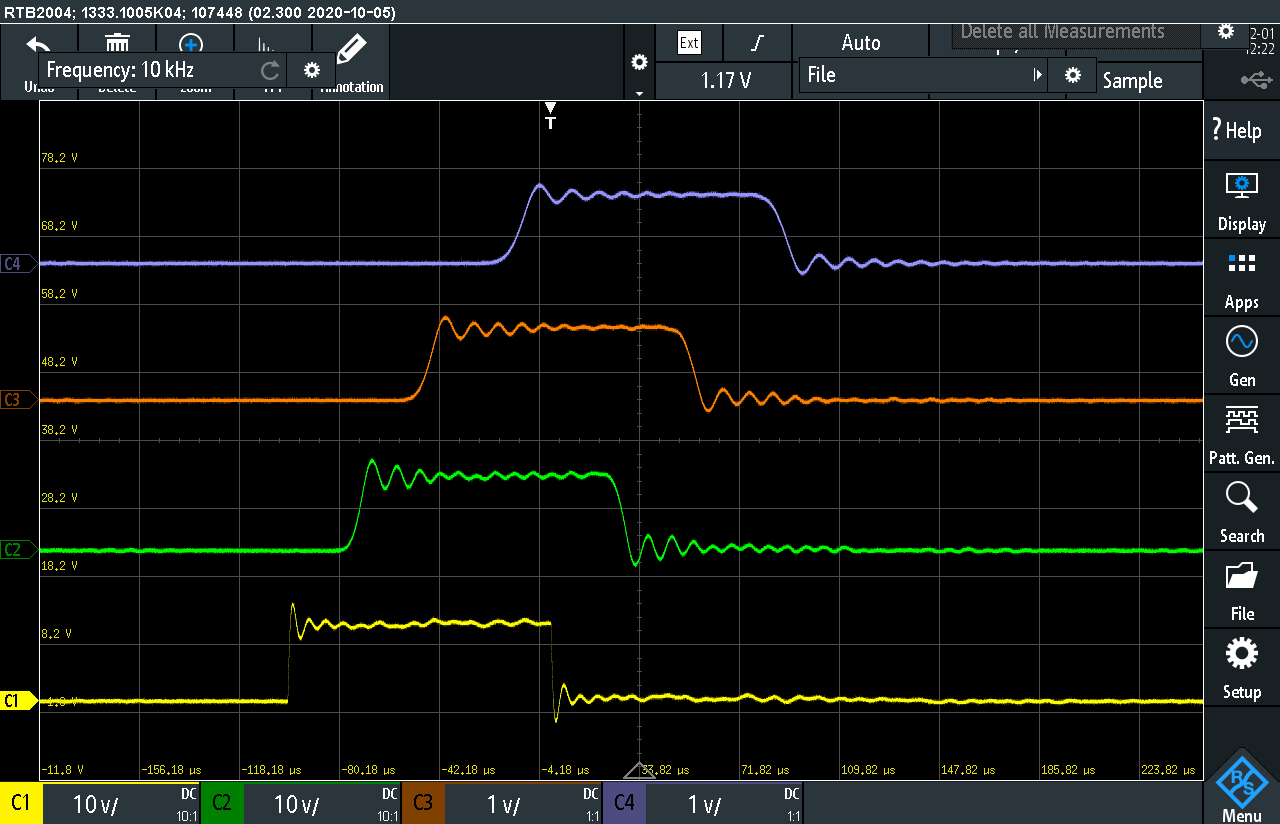 RTB2004; 1333.1005K04; 107448 (02.300 2020-10-05)
Ext
Auto
Delete all Measurements
2-01
2:22
Frequency: 10 kHz
1.17 V
File
Sample
Undo
Delete
Zoom
FFT
Annotation
T
Help
Display
Apps
Gen
Patt. Gen.
Search
File
Setup
Menu
78,2 V
68,2 V
C4
58,2 V
48,2 V
C3
38,2 V
28,2 V
C2
18,2 V
8,2 V
C1
-1,8 V
-11,8 V
-156,18 µs
-118,18 µs
-80,18 µs
-42,18 µs
-4,18 µs
33,82 µs
71,82 µs
109,82 µs
147,82 µs
185,82 µs
223,82 µs
C1 10 V/ DC 10:1
C2 10 V/ DC 10:1
C3 1 V/ DC 1:1
C4 1 V/ DC 1:1
R&S